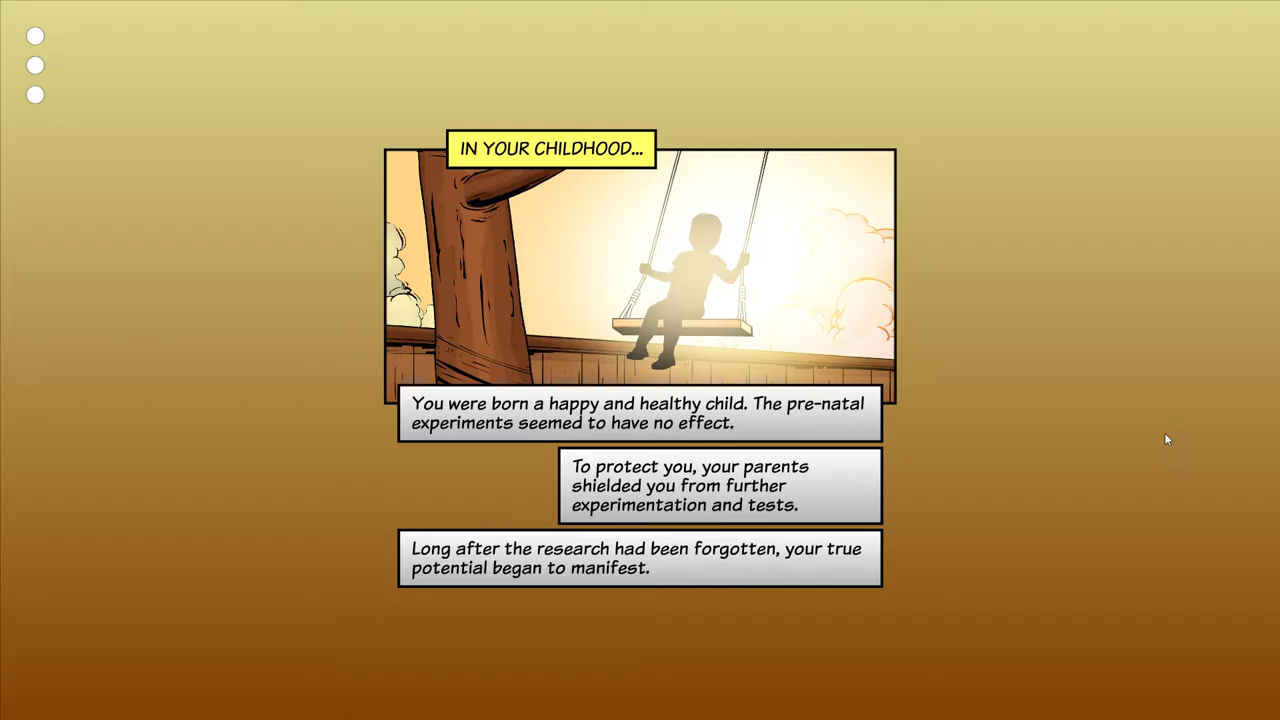 IN YOUR CHILDHOOD...
You were born a happy and healthy child. The pre-natal
experiments seemed to have no effect.
To protect you, your parents
shielded you from further
experimentation and tests.
Long after the research had been forgotten, your true
potential began to manifest.